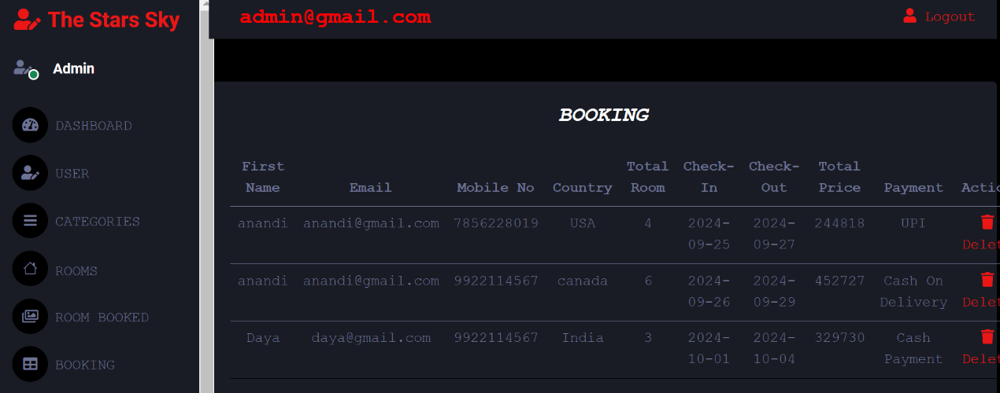 The Stars Sky
admin@gmail.com
Logout
Admin
DASHBOARD
USER
CATEGORIES
ROOMS
ROOM BOOKED
BOOKING
BOOKING
First Total Check- Check- Total
Name Email Mobile No Country Room In Out Price Payment Actio
anandi anandi@gmail.com 7856228019 USA 4 2024- 2024- 244818 UPI
09-25 09-27 Delet
anandi anandi@gmail.com 9922114567 canada 6 2024- 2024- 452727 Cash On
09-26 09-29 Delivery Delet
Daya daya@gmail.com 9922114567 India 3 2024- 2024- 329730 Cash
10-01 10-04 Payment Delet